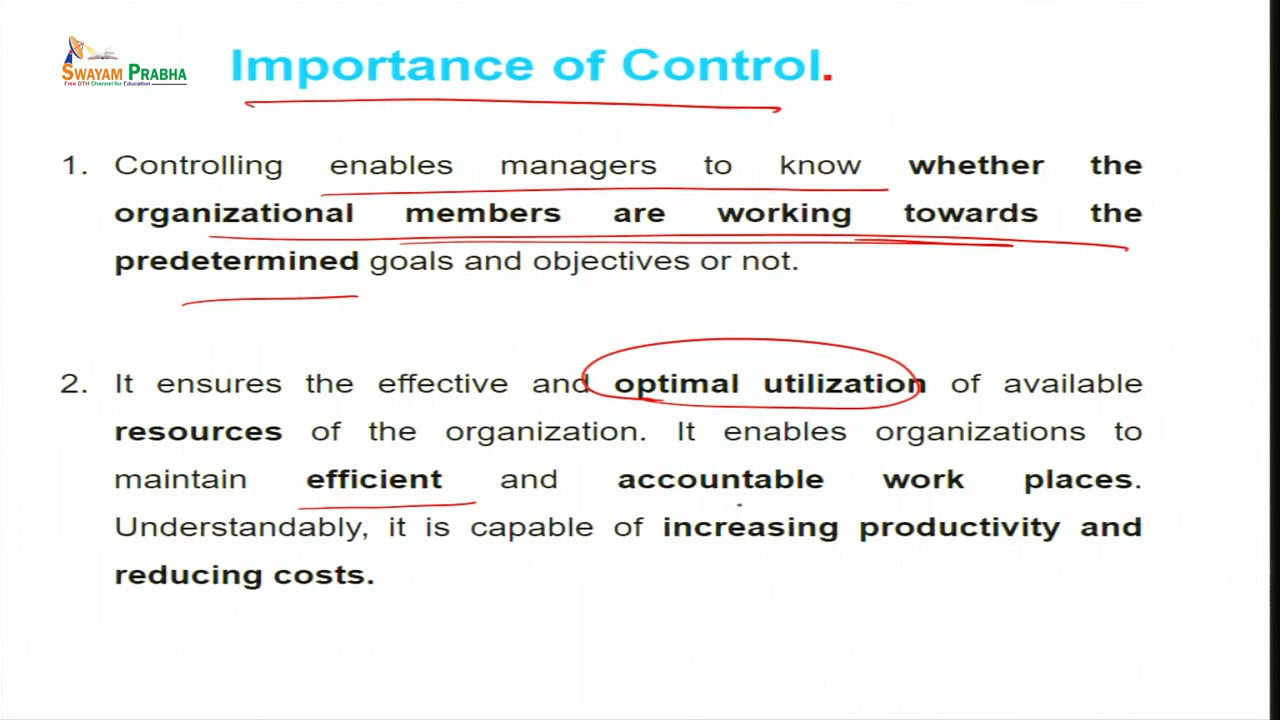 SWAYAM PRABHA
Free DTH Channel for Education
Importance of Control.
1. Controlling enables managers to know whether the
organizational members are working towards the
predetermined goals and objectives or not.
2. It ensures the effective and optimal utilization of available
resources of the organization. It enables organizations to
maintain efficient and accountable work places.
Understandably, it is capable of increasing productivity and
reducing costs.